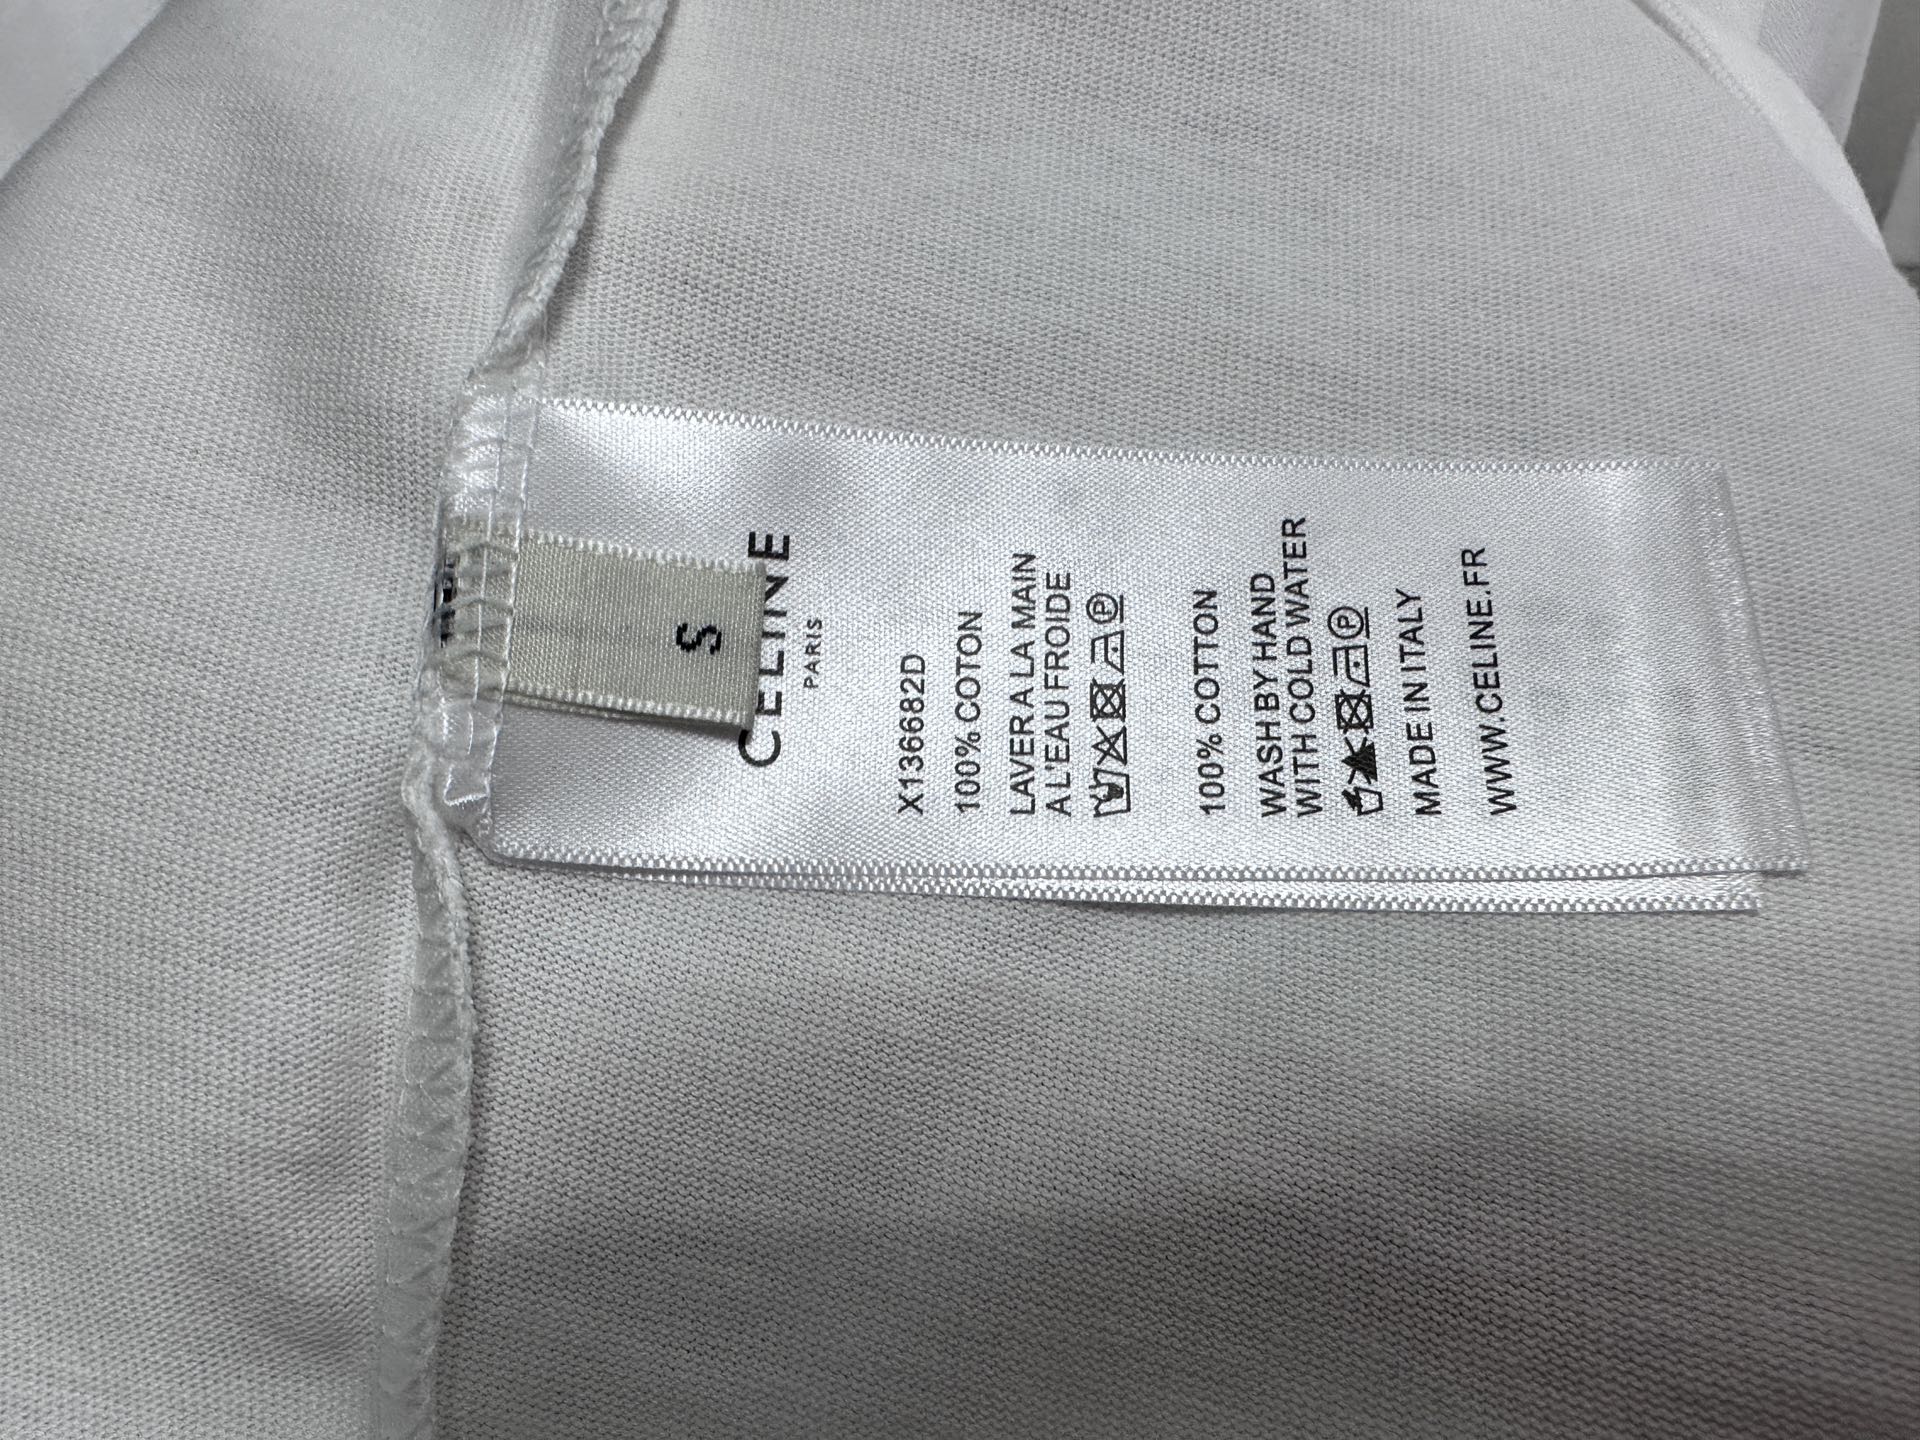 S
CELINE
PARIS
X136682D
100% COTON
LAVER A LA MAIN
A L'EAU FROIDE
P
100% COTTON
WASH BY HAND
WITH COLD WATER
P
MADE IN ITALY
WWW.CELINE.FR